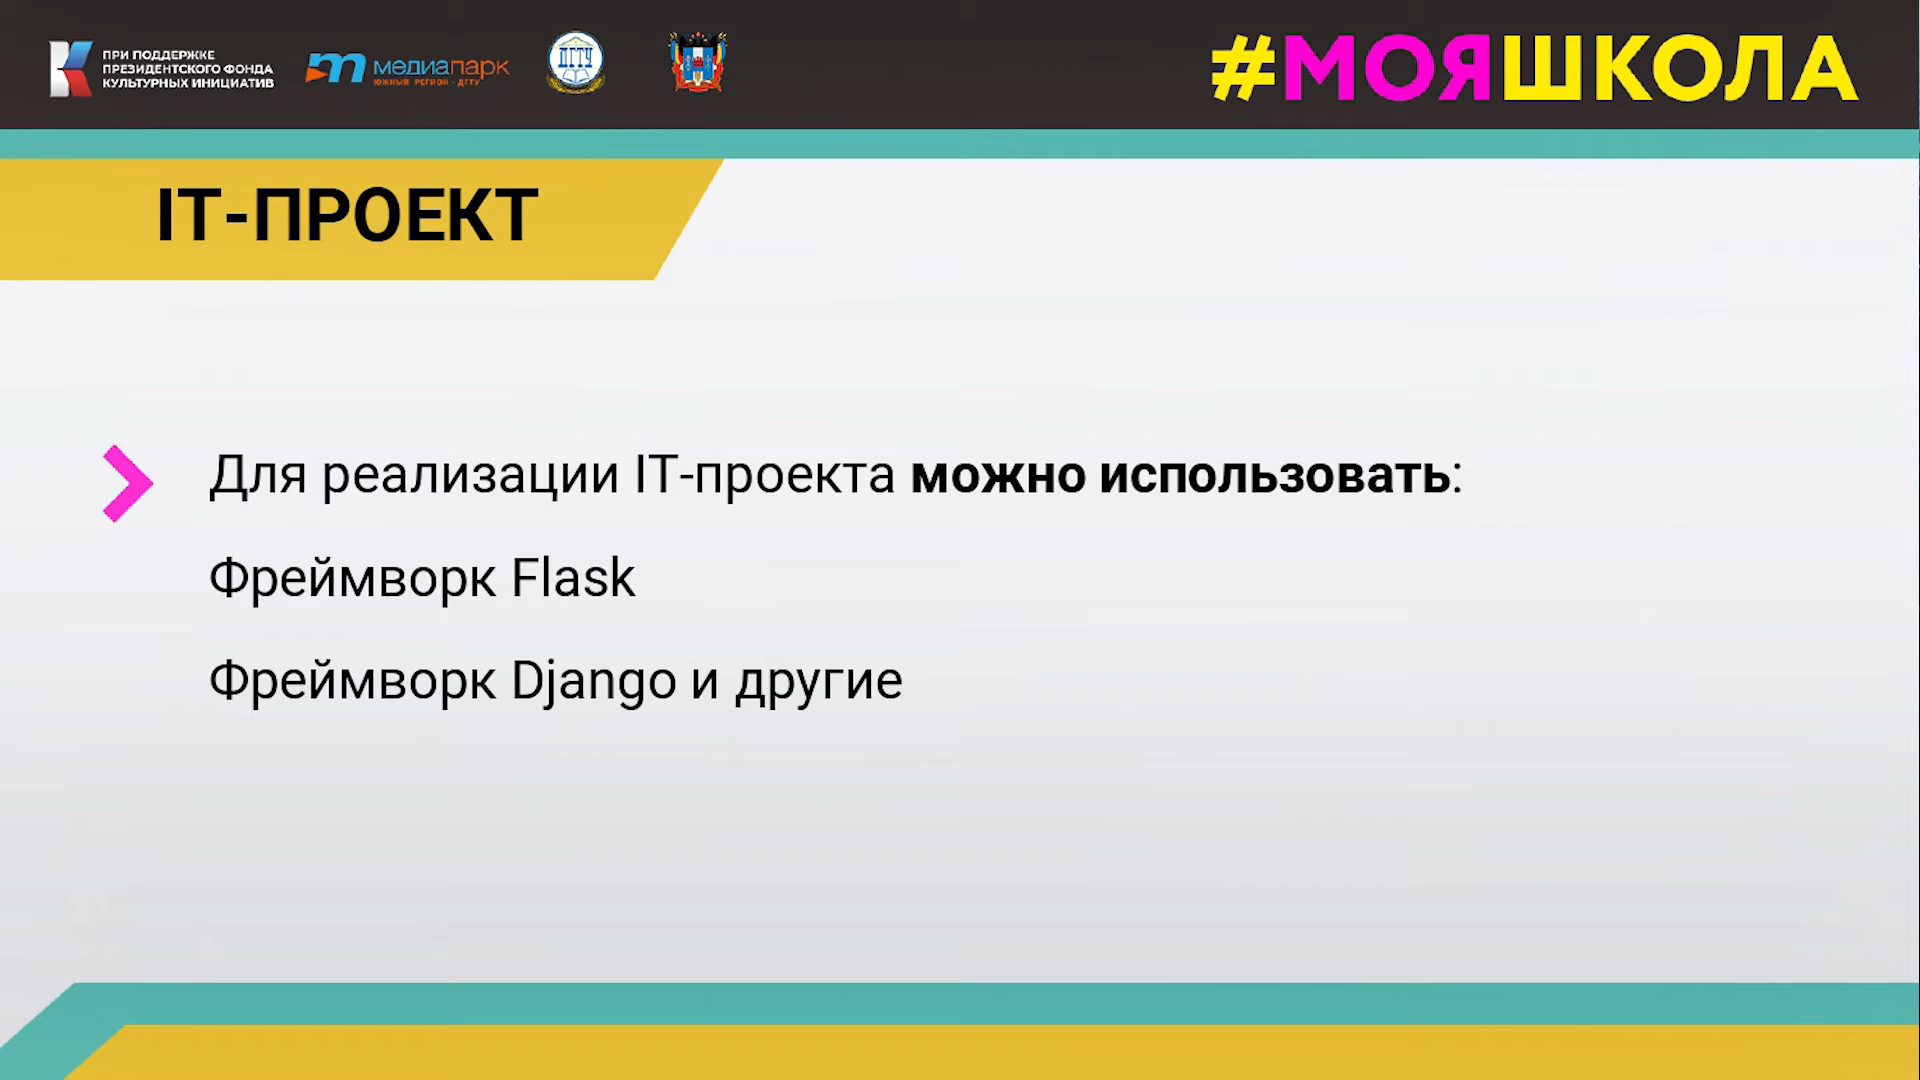 ПРИ ПОДДЕРЖКЕ
ПРЕЗИДЕНТСКОГО ФОНДА
КУЛЬТУРНЫХ ИНИЦИАТИВ
медиапарк
ЮЖНЫЙ РЕГИОН - ДГТУ
ДГТУ
#МОЯШКОЛА
IT-ПРОЕКТ
Для реализации IT-проекта можно использовать:
Фреймворк Flask
Фреймворк Django и другие